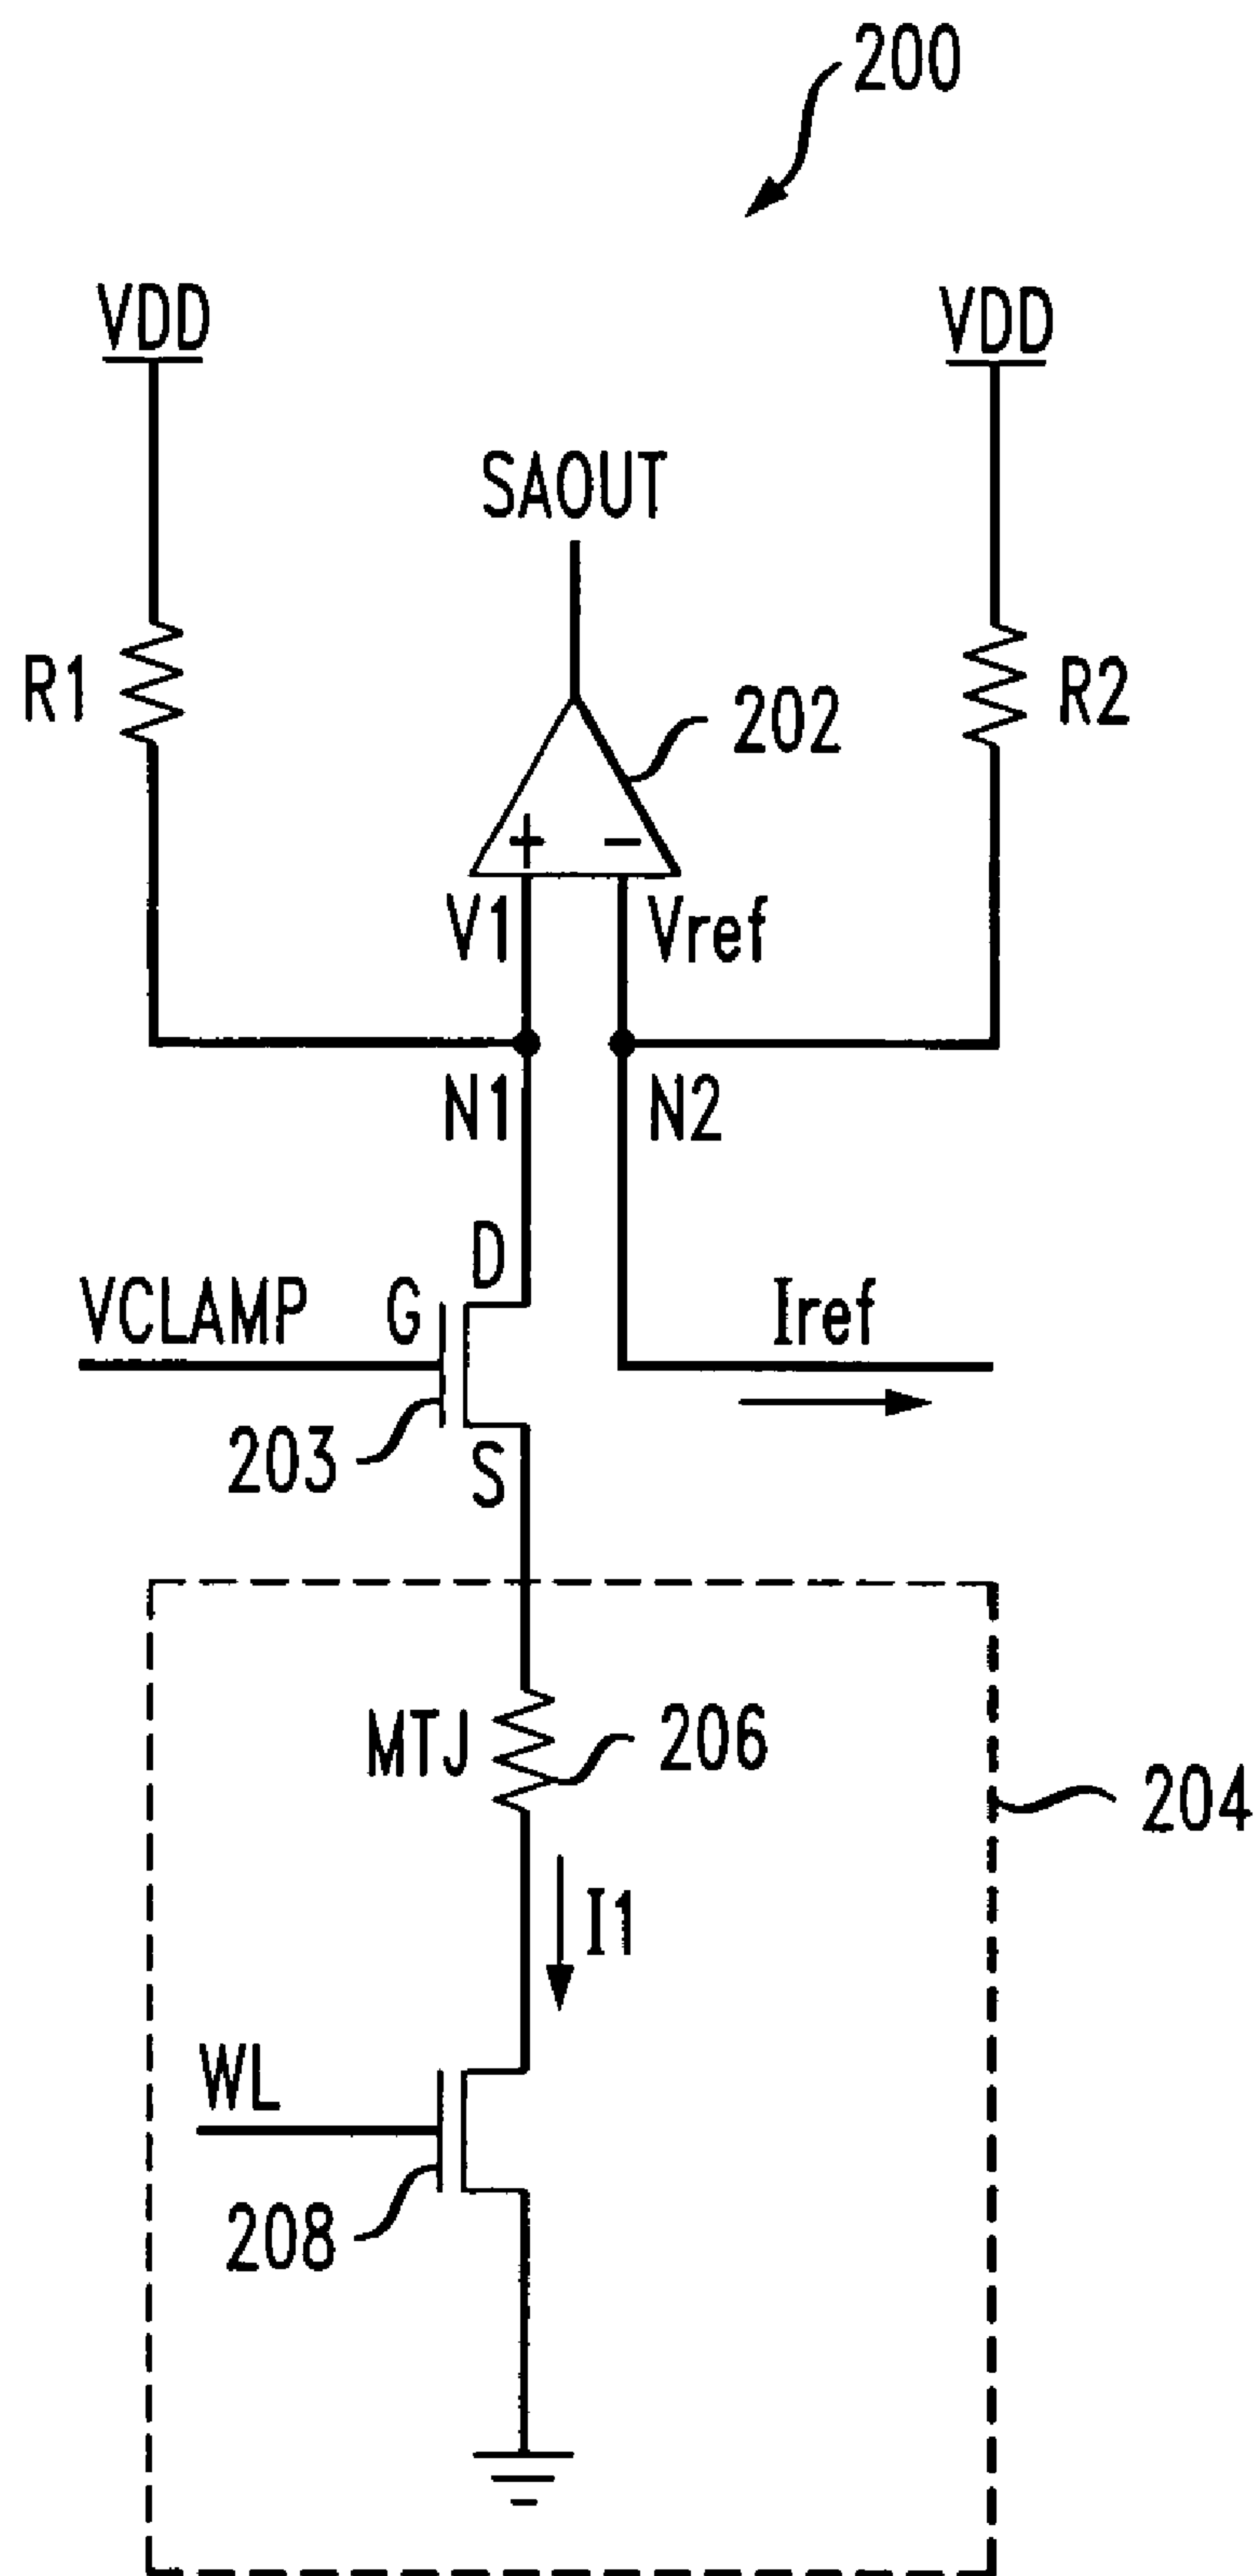 200
VDD
VDD
SAOUT
R1
202
R2
+ −
V1
Vref
N1
N2
D
VCLAMP
G
Iref
203
S
MTJ
206
204
I1
WL
208